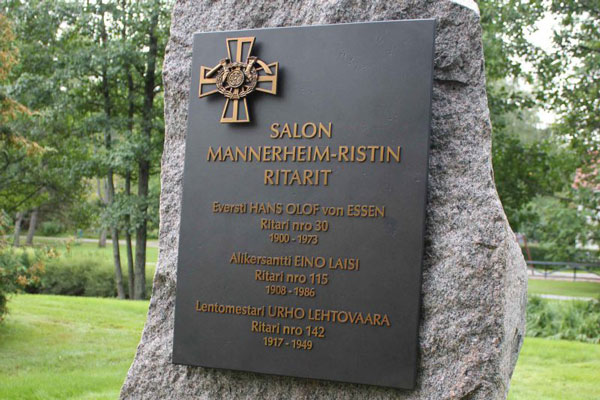 SALON
MANNERHEIM-RISTIN
RITARIT
Eversti HANS OLOF von ESSEN
Ritari nro 30
1900 - 1973
Alikersantti EINO LAISI
Ritari nro 115
1908 - 1986
Lentomestari URHO LEHTOVAARA
Ritari nro 142
1917 - 1949